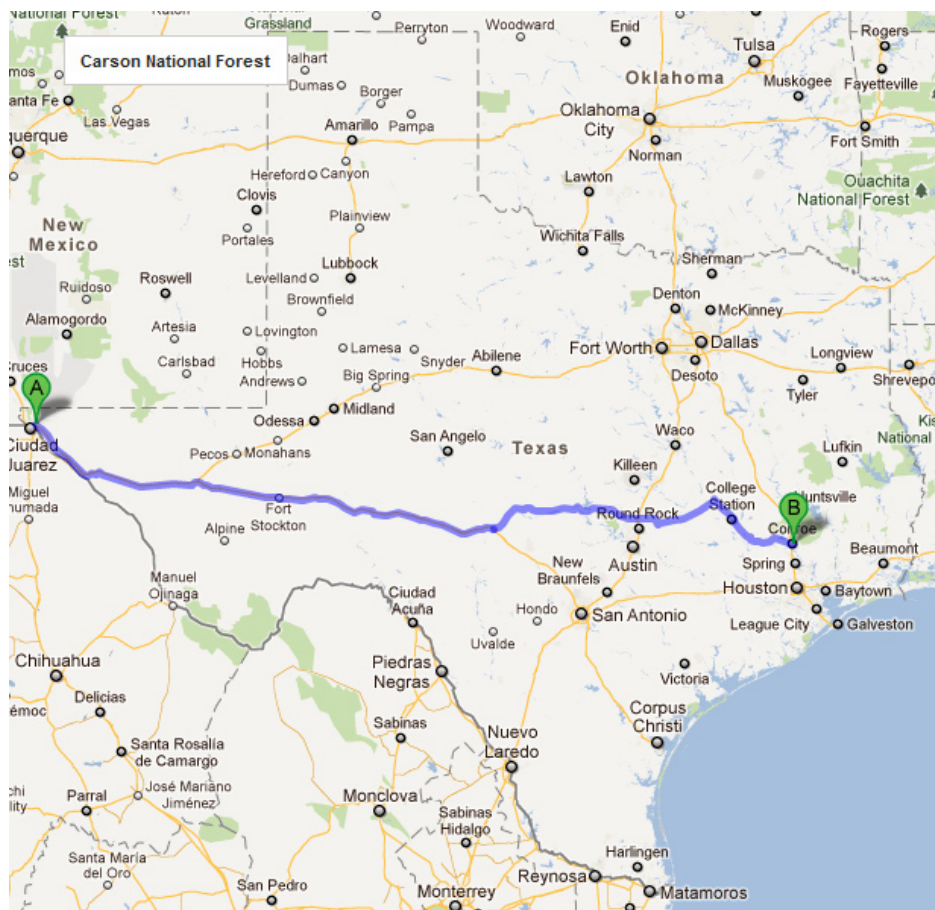 National Forest
National
Grassland
Ruton
Perryton
Woodward
Enid
Rogers
Carson National Forest
Dalhart
Tulsa
Oklahoma
Muskogee
Fayetteville
Dumas
Borger
Pampa
Santa Fe
Las Vegas
Oklahoma
City
Amarillo
Norman
Fort Smith
Canyon
Hereford
Lawton
Ouachita
National Forest
Clovis
Plainview
New
Mexico
Portales
Wichita Falls
Levelland
Lubbock
Sherman
Roswell
Brownfield
Ruidoso
Denton
McKinney
Alamogordo
Artesia
Lovington
Lamesa
Snyder
Abilene
Fort Worth
Dallas
Longview
Carlsbad
Hobbs
Andrews
Big Spring
Desoto
Tyler
Shrevepo
Cruces
A
Midland
Odessa
Ciudad
Juarez
San Angelo
Texas
Waco
Lufkin
National
Pecos
Monahans
Killeen
Miguel
College
Station
Huntsville
B
Fort
Stockton
Round Rock
Conroe
Alpine
Austin
Spring
Beaumont
Manuel
Ojinaga
New
Braunfels
Houston
Baytown
Ciudad
Acuña
Hondo
San Antonio
League City
Galveston
Uvalde
Chihuahua
Piedras
Negras
Victoria
Delicias
Corpus
Christi
Sabinas
Nuevo
Laredo
Santa Rosalía
de Camargo
José Mariano
Jiménez
Parral
Monclova
Sabinas
Hidalgo
Santa María
del Oro
Harlingen
San Pedro
Reynosa
Monterrey
Matamoros